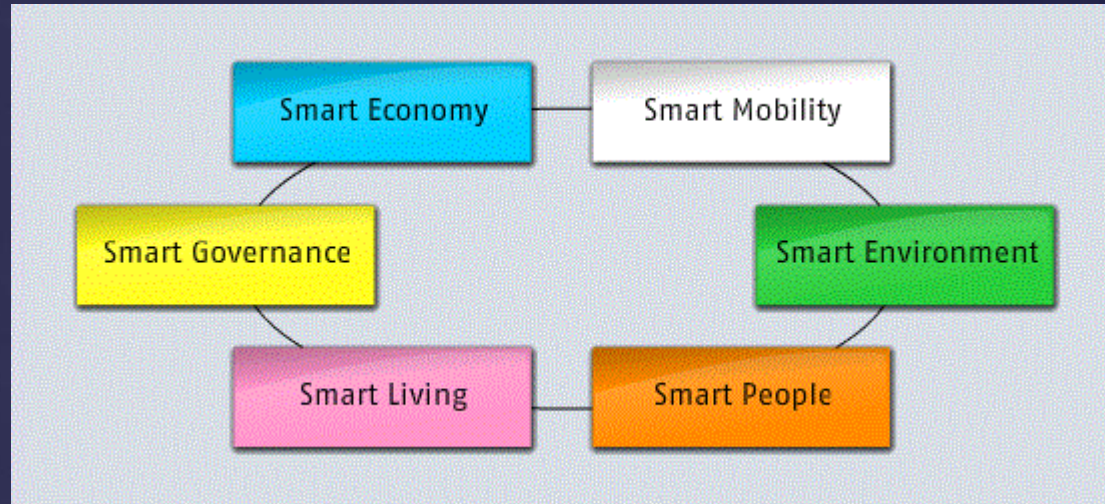 Smart Economy
Smart Mobility
Smart Governance
Smart Environment
Smart Living
Smart People